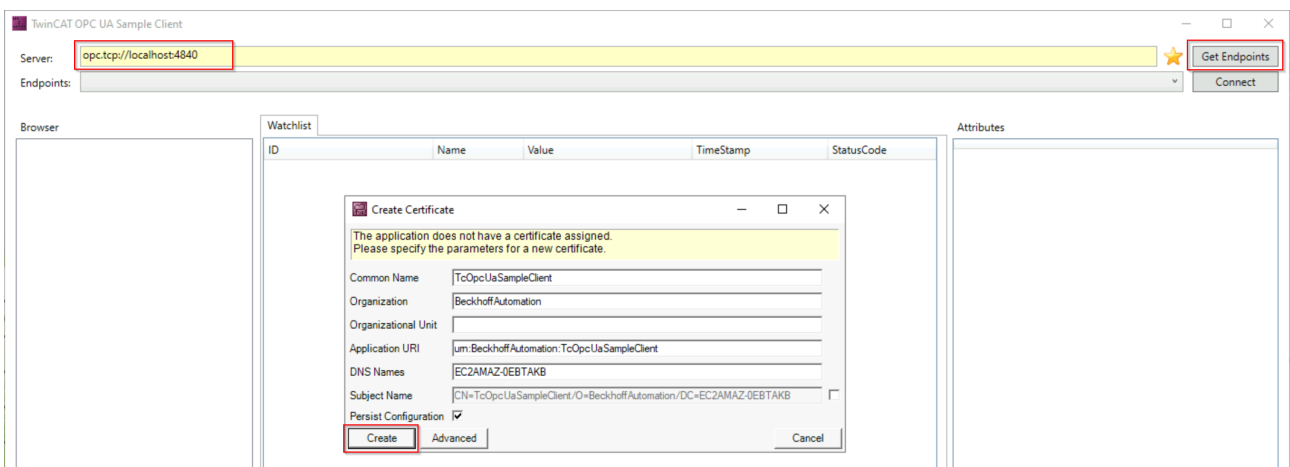 TwinCAT OPC UA Sample Client
Server: opc.tcp://localhost:4840 Get Endpoints
Endpoints: Connect
Browser Watchlist Attributes
ID Name Value TimeStamp StatusCode
Create Certificate
The application does not have a certificate assigned.
Please specify the parameters for a new certificate.
Common Name TcOpcUaSampleClient
Organization BeckhoffAutomation
Organizational Unit
Application URI urn:BeckhoffAutomation:TcOpcUaSampleClient
DNS Names EC2AMAZ-0EBTAKB
Subject Name CN=TcOpcUaSampleClient/O=BeckhoffAutomation/DC=EC2AMAZ-0EBTAKB
Persist Configuration
Create Advanced Cancel